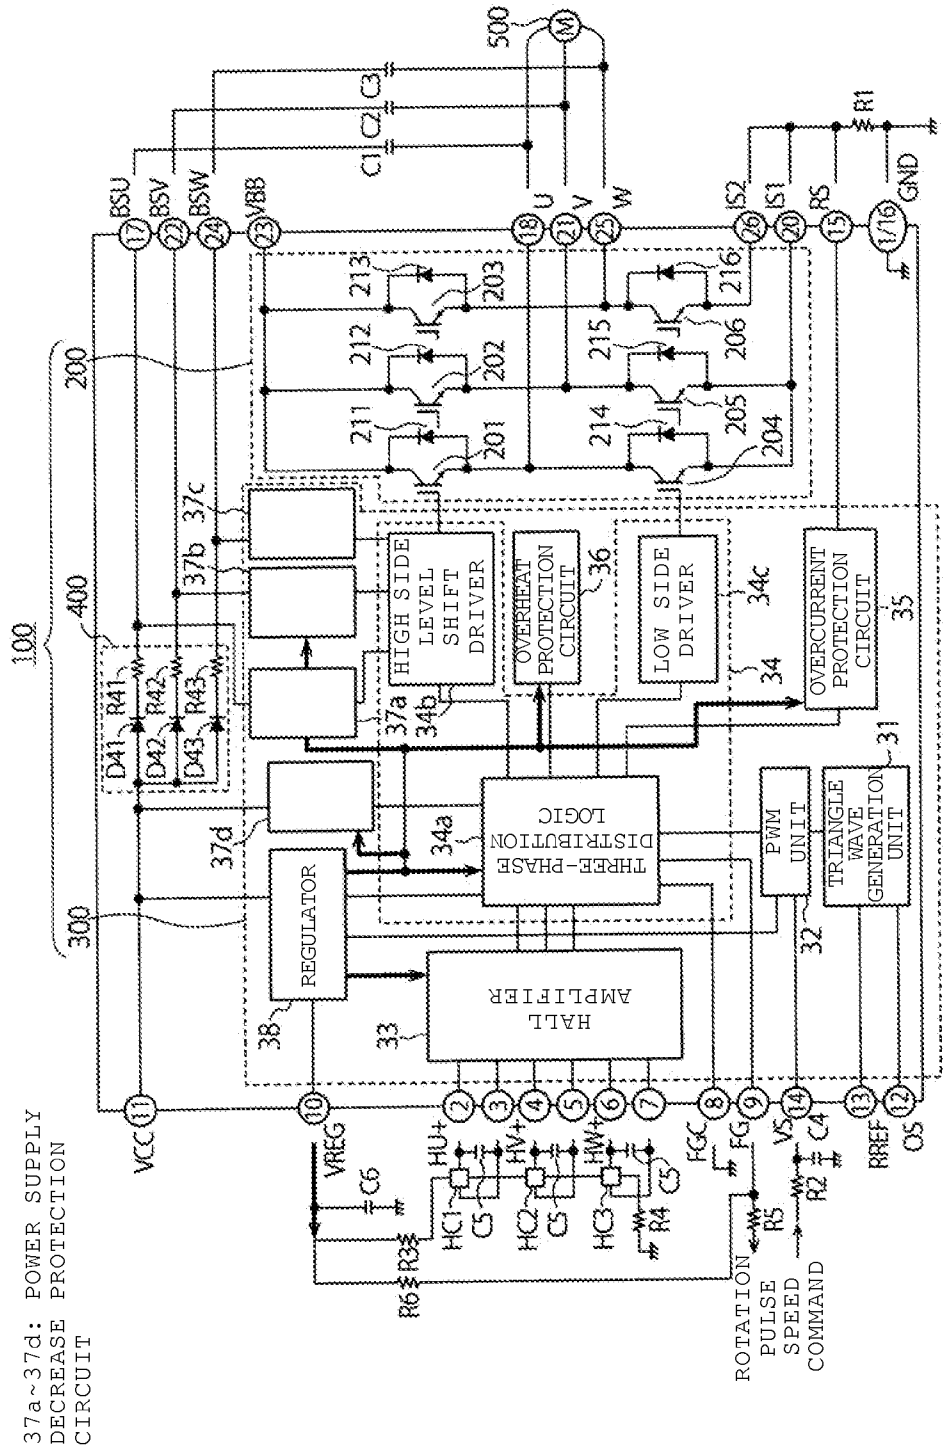 37a~37d: POWER SUPPLY
DECREASE PROTECTION
CIRCUIT
100
300
400
200
VCC
11
D41
R41
D42
R42
D43
R43
17
BSU
22
BSV
24
BSW
23
VBB
C1
C2
C3
500
M
VREG
10
38
REGULATOR
37d
37a
37b
37c
C6
R3
R6
HU+
HV+
HW+
2
3
4
5
6
7
HC1
C5
HC2
C5
HC3
C5
R4
33
HALL
AMPLIFIER
34a
THREE-PHASE
DISTRIBUTION
LOGIC
34b
HIGH SIDE
LEVEL
SHIFT
DRIVER
OVERHEAT
PROTECTION
CIRCUIT
36
LOW SIDE
DRIVER
34c
34
211
212
213
201
202
203
214
215
216
204
205
206
18
U
21
V
25
W
26
IS2
20
IS1
15
RS
R1
1/16
GND
FGC
8
FG
9
VS
14
C4
R2
R5
RREF
13
OS
12
32
PWM
UNIT
TRIANGLE
WAVE
GENERATION
UNIT
31
OVERCURRENT
PROTECTION
CIRCUIT
35
ROTATION
PULSE
SPEED
COMMAND